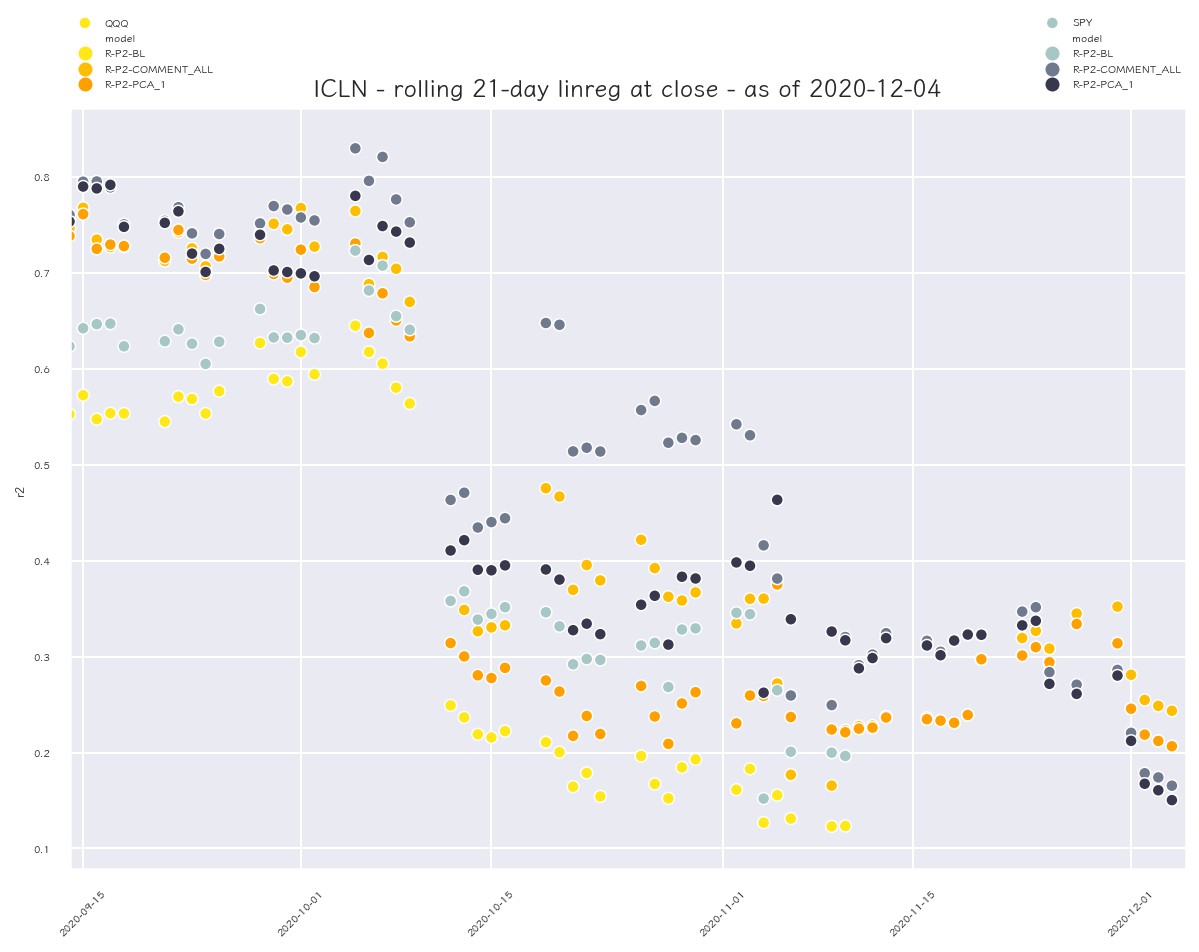 QQQ
model
R-P2-BL
R-P2-COMMENT_ALL
R-P2-PCA_1
SPY
model
R-P2-BL
R-P2-COMMENT_ALL
R-P2-PCA_1
ICLN - rolling 21-day linreg at close - as of 2020-12-04
0.8
0.7
0.6
0.5
0.4
0.3
0.2
0.1
r2
2020-09-15
2020-10-01
2020-10-15
2020-11-01
2020-11-15
2020-12-01